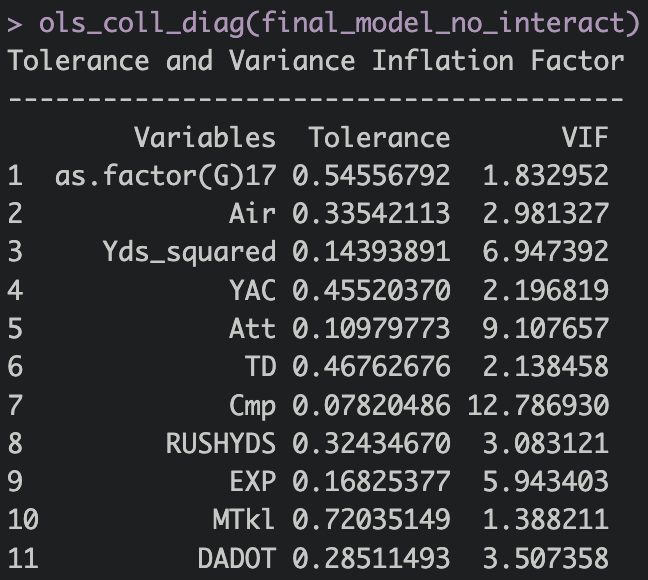 > ols_coll_diag(final_model_no_interact)
Tolerance and Variance Inflation Factor
---------------------------------------
Variables Tolerance VIF
1 as.factor(G)17 0.54556792 1.832952
2 Air 0.33542113 2.981327
3 Yds_squared 0.14393891 6.947392
4 YAC 0.45520370 2.196819
5 Att 0.10979773 9.107657
6 TD 0.46762676 2.138458
7 Cmp 0.07820486 12.786930
8 RUSHYDS 0.32434670 3.083121
9 EXP 0.16825377 5.943403
10 MTkl 0.72035149 1.388211
11 DADOT 0.28511493 3.507358